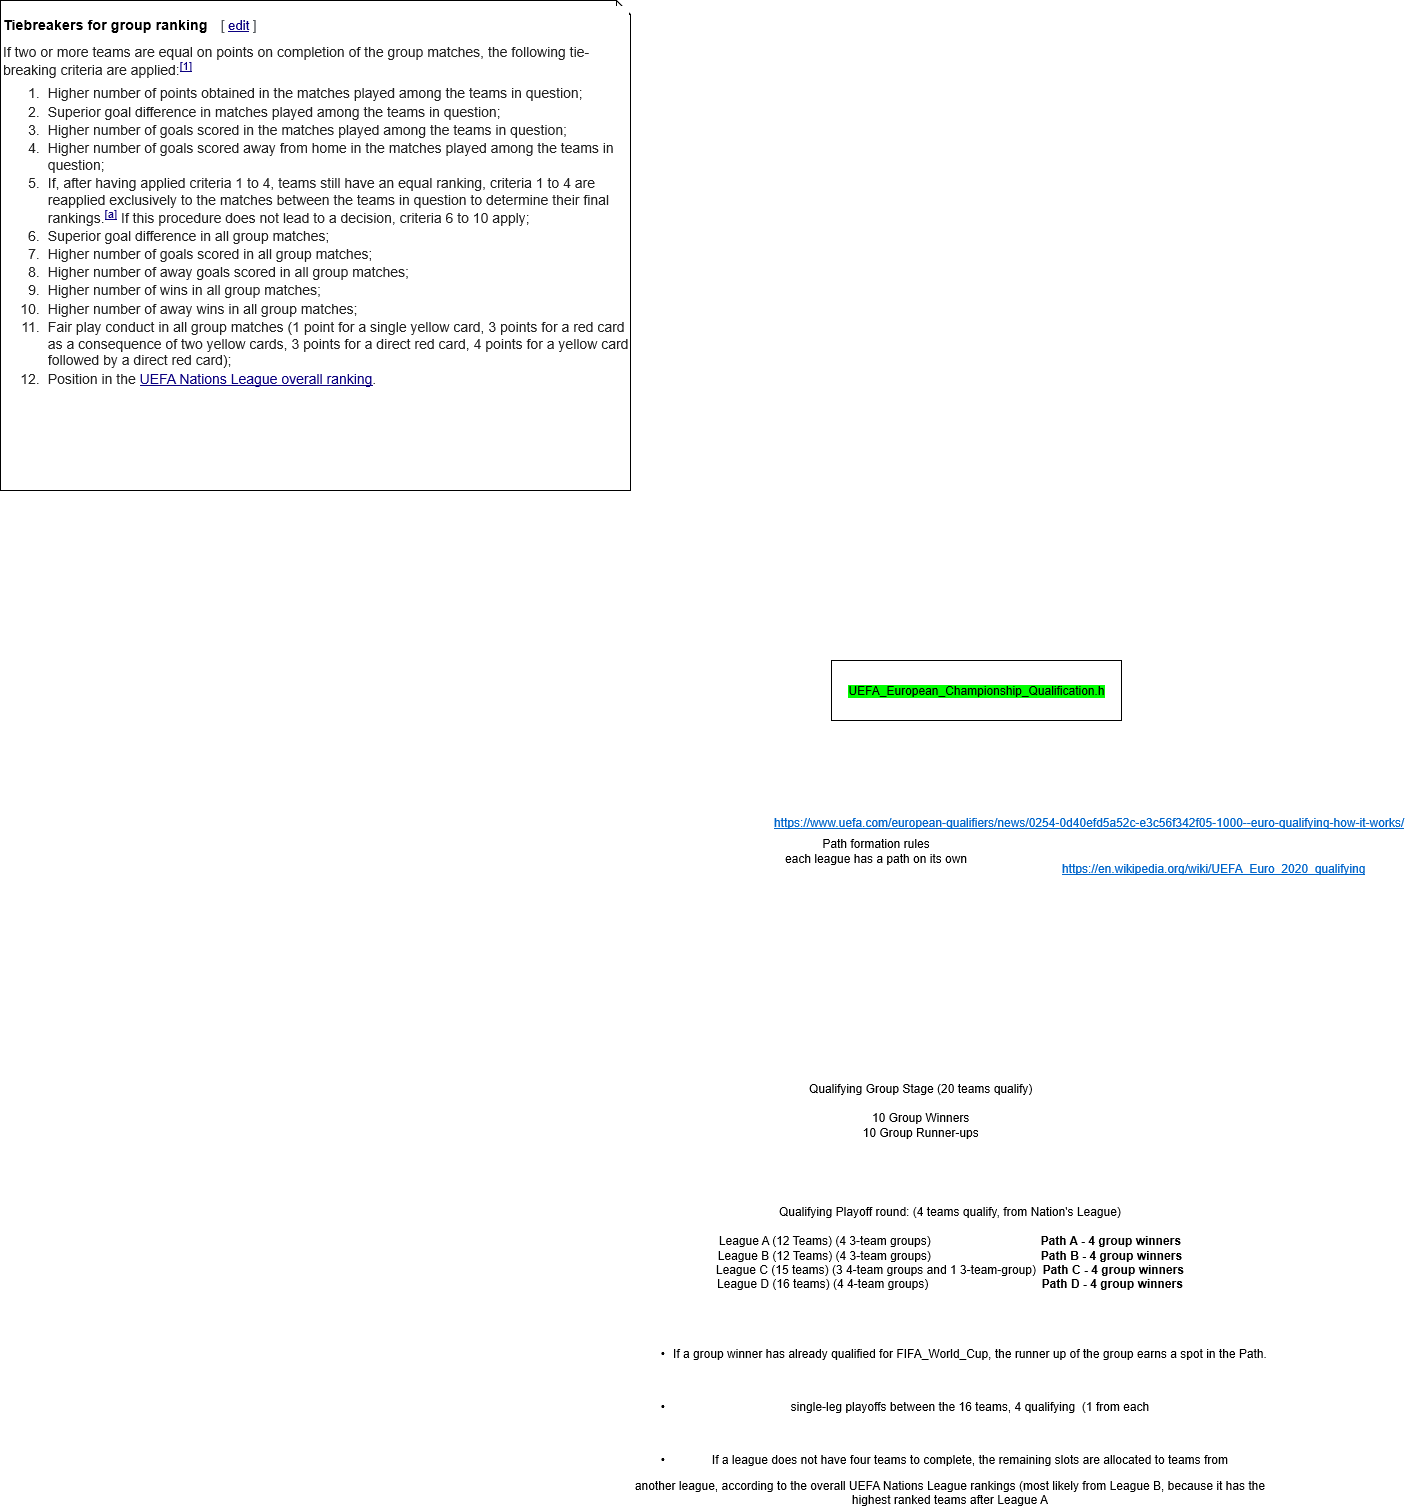 Tiebreakers for group ranking [ edit ]
If two or more teams are equal on points on completion of the group matches, the following tie-
breaking criteria are applied:[1]
1. Higher number of points obtained in the matches played among the teams in question;
2. Superior goal difference in matches played among the teams in question;
3. Higher number of goals scored in the matches played among the teams in question;
4. Higher number of goals scored away from home in the matches played among the teams in
question;
5. If, after having applied criteria 1 to 4, teams still have an equal ranking, criteria 1 to 4 are
reapplied exclusively to the matches between the teams in question to determine their final
rankings.[a] If this procedure does not lead to a decision, criteria 6 to 10 apply;
6. Superior goal difference in all group matches;
7. Higher number of goals scored in all group matches;
8. Higher number of away goals scored in all group matches;
9. Higher number of wins in all group matches;
10. Higher number of away wins in all group matches;
11. Fair play conduct in all group matches (1 point for a single yellow card, 3 points for a red card
as a consequence of two yellow cards, 3 points for a direct red card, 4 points for a yellow card
followed by a direct red card);
12. Position in the UEFA Nations League overall ranking.
UEFA_European_Championship_Qualification.h
https://www.uefa.com/european-qualifiers/news/0254-0d40efd5a52c-e3c56f342f05-1000--euro-qualifying-how-it-works/
Path formation rules
each league has a path on its own
https://en.wikipedia.org/wiki/UEFA_Euro_2020_qualifying
Qualifying Group Stage (20 teams qualify)
10 Group Winners
10 Group Runner-ups
Qualifying Playoff round: (4 teams qualify, from Nation's League)
League A (12 Teams) (4 3-team groups) Path A - 4 group winners
League B (12 Teams) (4 3-team groups) Path B - 4 group winners
League C (15 teams) (3 4-team groups and 1 3-team-group) Path C - 4 group winners
League D (16 teams) (4 4-team groups) Path D - 4 group winners
• If a group winner has already qualified for FIFA_World_Cup, the runner up of the group earns a spot in the Path.
• single-leg playoffs between the 16 teams, 4 qualifying (1 from each
• If a league does not have four teams to complete, the remaining slots are allocated to teams from
another league, according to the overall UEFA Nations League rankings (most likely from League B, because it has the
highest ranked teams after League A